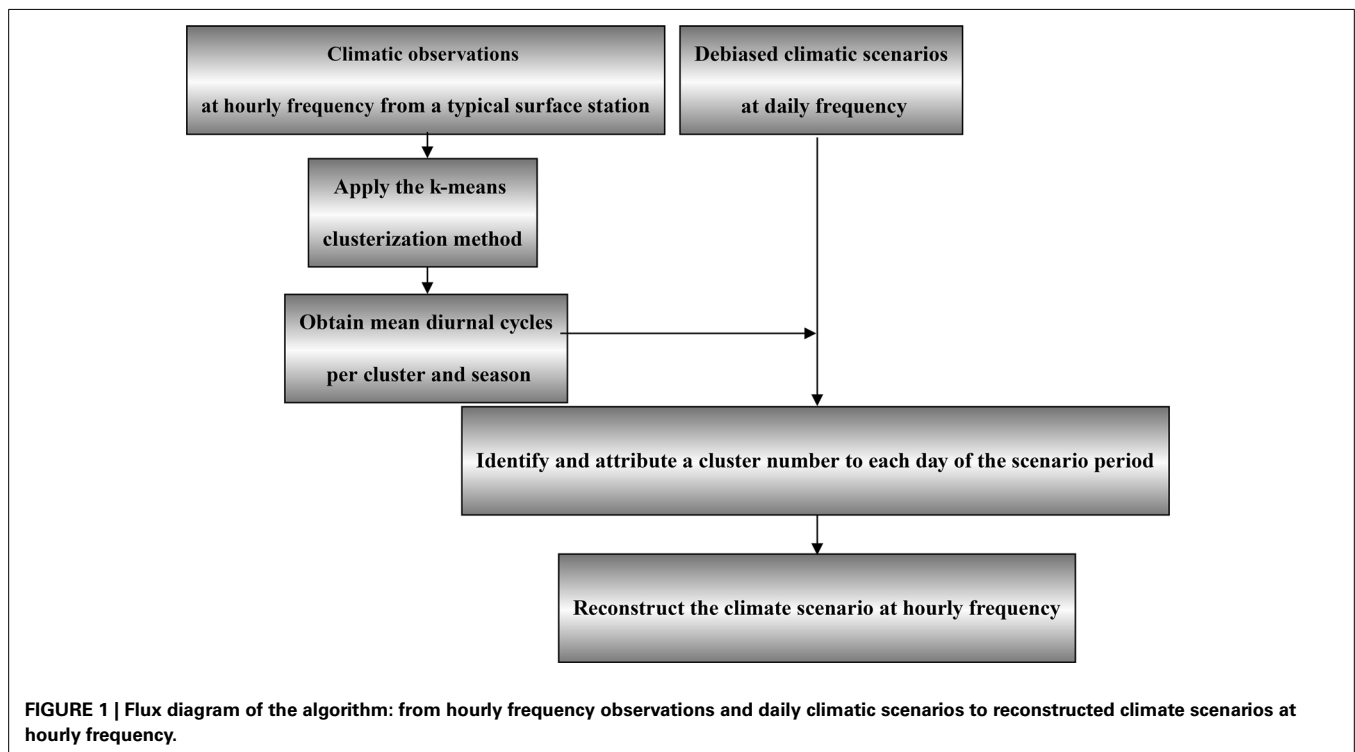 Climatic observations
at hourly frequency from a typical surface station
Debiased climatic scenarios
at daily frequency
Apply the k-means
clusterization method
Obtain mean diurnal cycles
per cluster and season
Identify and attribute a cluster number to each day of the scenario period
Reconstruct the climate scenario at hourly frequency
FIGURE 1 | Flux diagram of the algorithm: from hourly frequency observations and daily climatic scenarios to reconstructed climate scenarios at
hourly frequency.